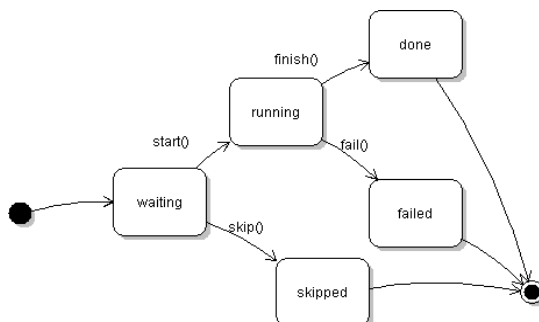 done
finish()
running
start()
fail()
waiting
failed
skip()
skipped